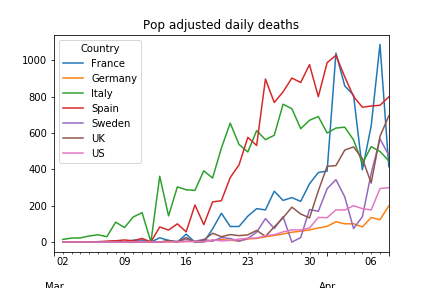 Pop adjusted daily deaths
1000
800
600
400
200
0
Country
France
Germany
Italy
Spain
Sweden
UK
US
02 09 16 23 30 06
Mar Apr